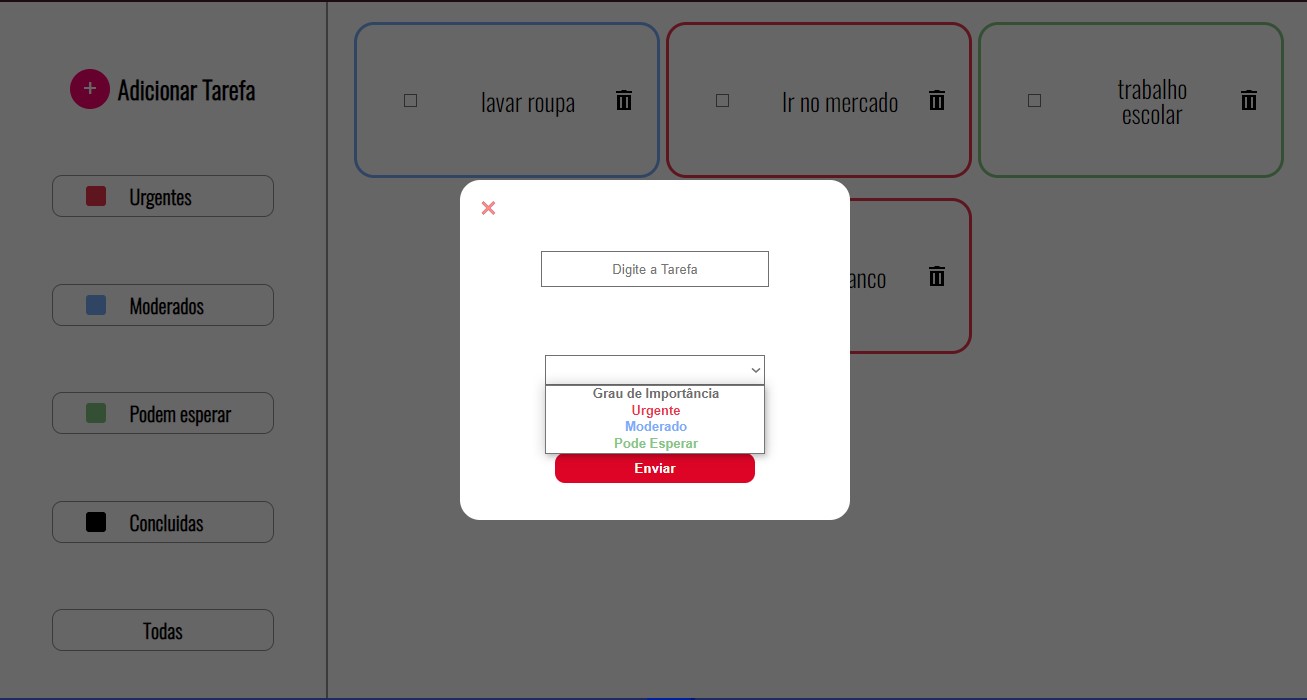 + Adicionar Tarefa
Urgentes
Moderados
Podem esperar
Concluidas
Todas
lavar roupa
Ir no mercado
trabalho
escolar
anco
Digite a Tarefa
Grau de Importância
Urgente
Moderado
Pode Esperar
Enviar